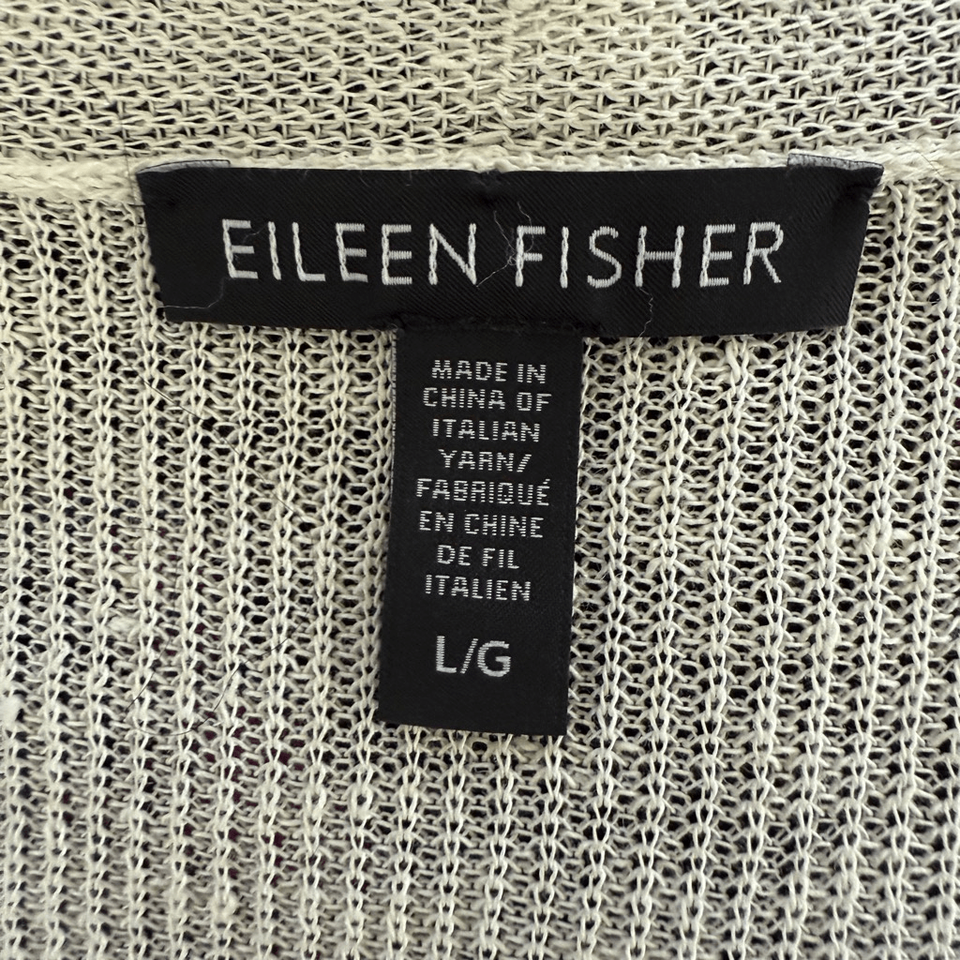 EILEEN FISHER
MADE IN
CHINA OF
ITALIAN
YARN/
FABRIQUÉ
EN CHINE
DE FIL
ITALIEN
L/G